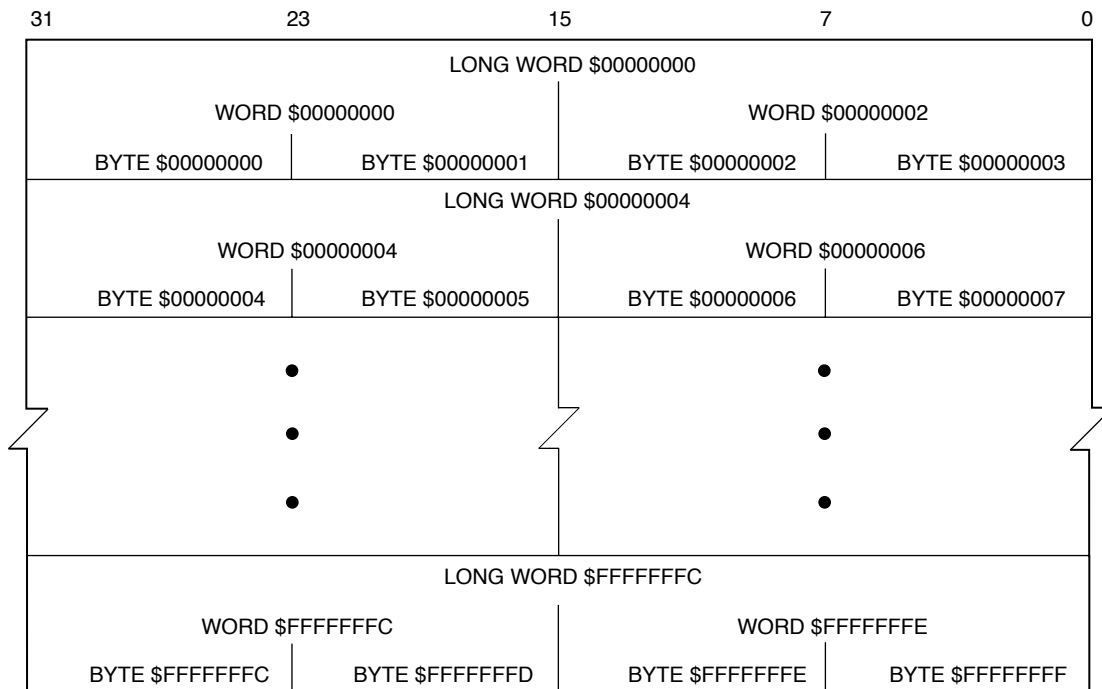 31 23 15 7 0
LONG WORD $00000000
WORD $00000000 WORD $00000002
BYTE $00000000 BYTE $00000001 BYTE $00000002 BYTE $00000003
LONG WORD $00000004
WORD $00000004 WORD $00000006
BYTE $00000004 BYTE $00000005 BYTE $00000006 BYTE $00000007
LONG WORD $FFFFFFFC
WORD $FFFFFFFC WORD $FFFFFFFE
BYTE $FFFFFFFC BYTE $FFFFFFFD BYTE $FFFFFFFE BYTE $FFFFFFFF